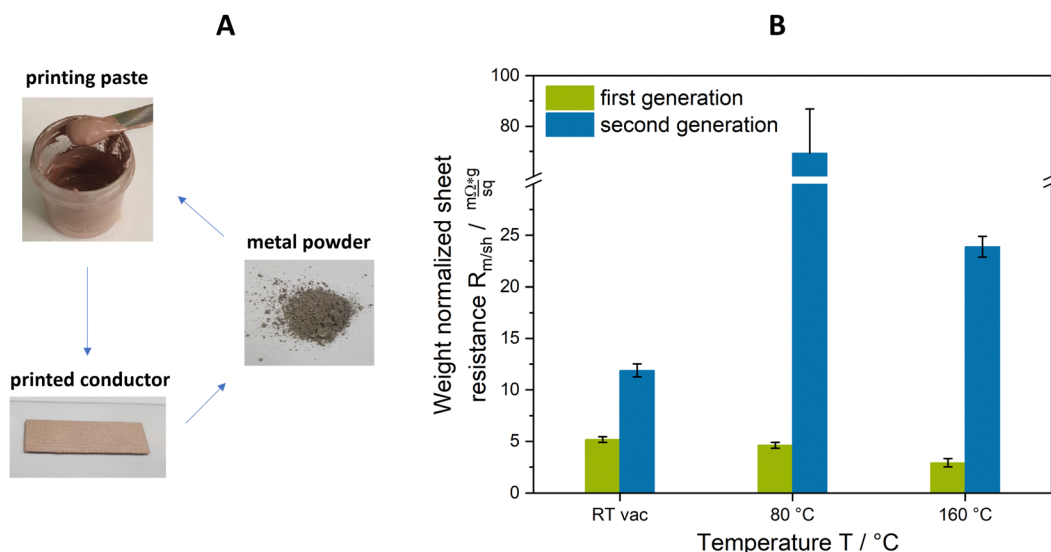 A
printing paste
metal powder
printed conductor
B
first generation
second generation
100
80
25
20
15
10
5
0
Weight normalized sheet
resistance R_{m/sh} / mΩ*g/sq
RT vac
80 °C
160 °C
Temperature T / °C